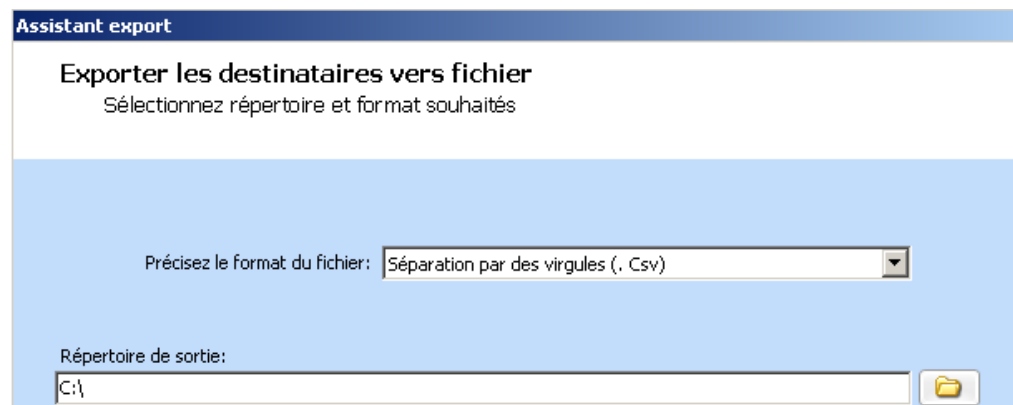 Assistant export
Exporter les destinataires vers fichier
Sélectionnez répertoire et format souhaités
Précisez le format du fichier: Séparation par des virgules (. Csv)
Répertoire de sortie:
C:\